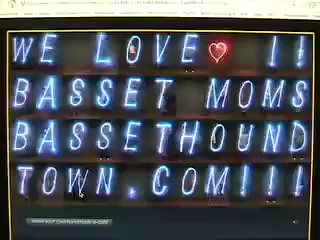 WE LOVE ❤ !!
BASSET MOMS
BASSETHOUND
TOWN.COM!!!